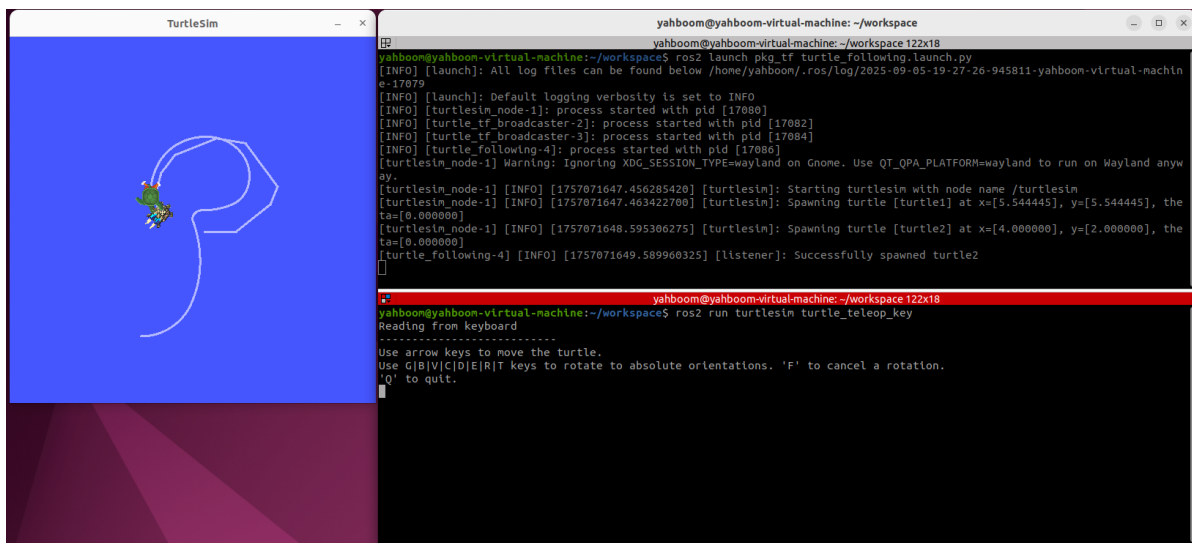 TurtleSim
yahboom@yahboom-virtual-machine: ~/workspace
yahboom@yahboom-virtual-machine: ~/workspace 122x18
yahboom@yahboom-virtual-machine:~/workspace$ ros2 launch pkg_tf turtle_following.launch.py
[INFO] [launch]: All log files can be found below /home/yahboom/.ros/log/2025-09-05-19-27-26-945811-yahboom-virtual-machin
e-17079
[INFO] [launch]: Default logging verbosity is set to INFO
[INFO] [turtlesim_node-1]: process started with pid [17080]
[INFO] [turtle_tf_broadcaster-2]: process started with pid [17082]
[INFO] [turtle_tf_broadcaster-3]: process started with pid [17084]
[INFO] [turtle_following-4]: process started with pid [17086]
[turtlesim_node-1] Warning: Ignoring XDG_SESSION_TYPE=wayland on Gnome. Use QT_QPA_PLATFORM=wayland to run on Wayland anyw
ay.
[turtlesim_node-1] [INFO] [1757071647.456285420] [turtlesim]: Starting turtlesim with node name /turtlesim
[turtlesim_node-1] [INFO] [1757071647.463422700] [turtlesim]: Spawning turtle [turtle1] at x=[5.544445], y=[5.544445], the
ta=[0.000000]
[turtlesim_node-1] [INFO] [1757071648.595306275] [turtlesim]: Spawning turtle [turtle2] at x=[4.000000], y=[2.000000], the
ta=[0.000000]
[turtle_following-4] [INFO] [1757071649.589960325] [listener]: Successfully spawned turtle2
yahboom@yahboom-virtual-machine: ~/workspace 122x18
yahboom@yahboom-virtual-machine:~/workspace$ ros2 run turtlesim turtle_teleop_key
Reading from keyboard
---------------------------
Use arrow keys to move the turtle.
Use G|B|V|C|D|E|R|T keys to rotate to absolute orientations. 'F' to cancel a rotation.
'Q' to quit.